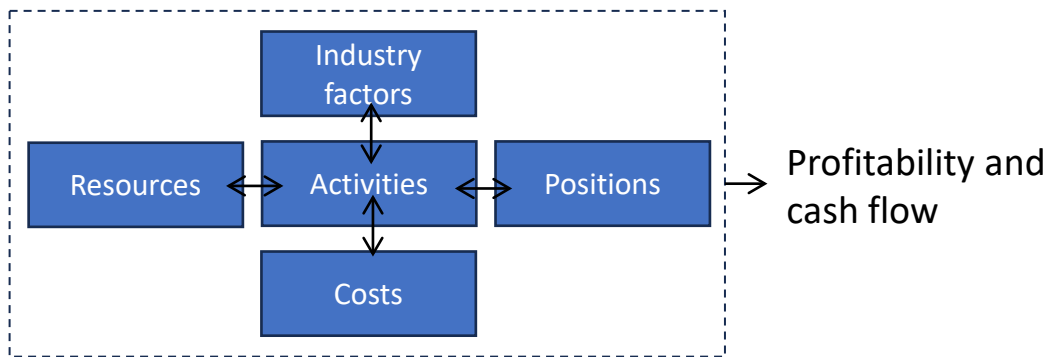 Industry
factors
Resources
Activities
Positions
Costs
Profitability and
cash flow